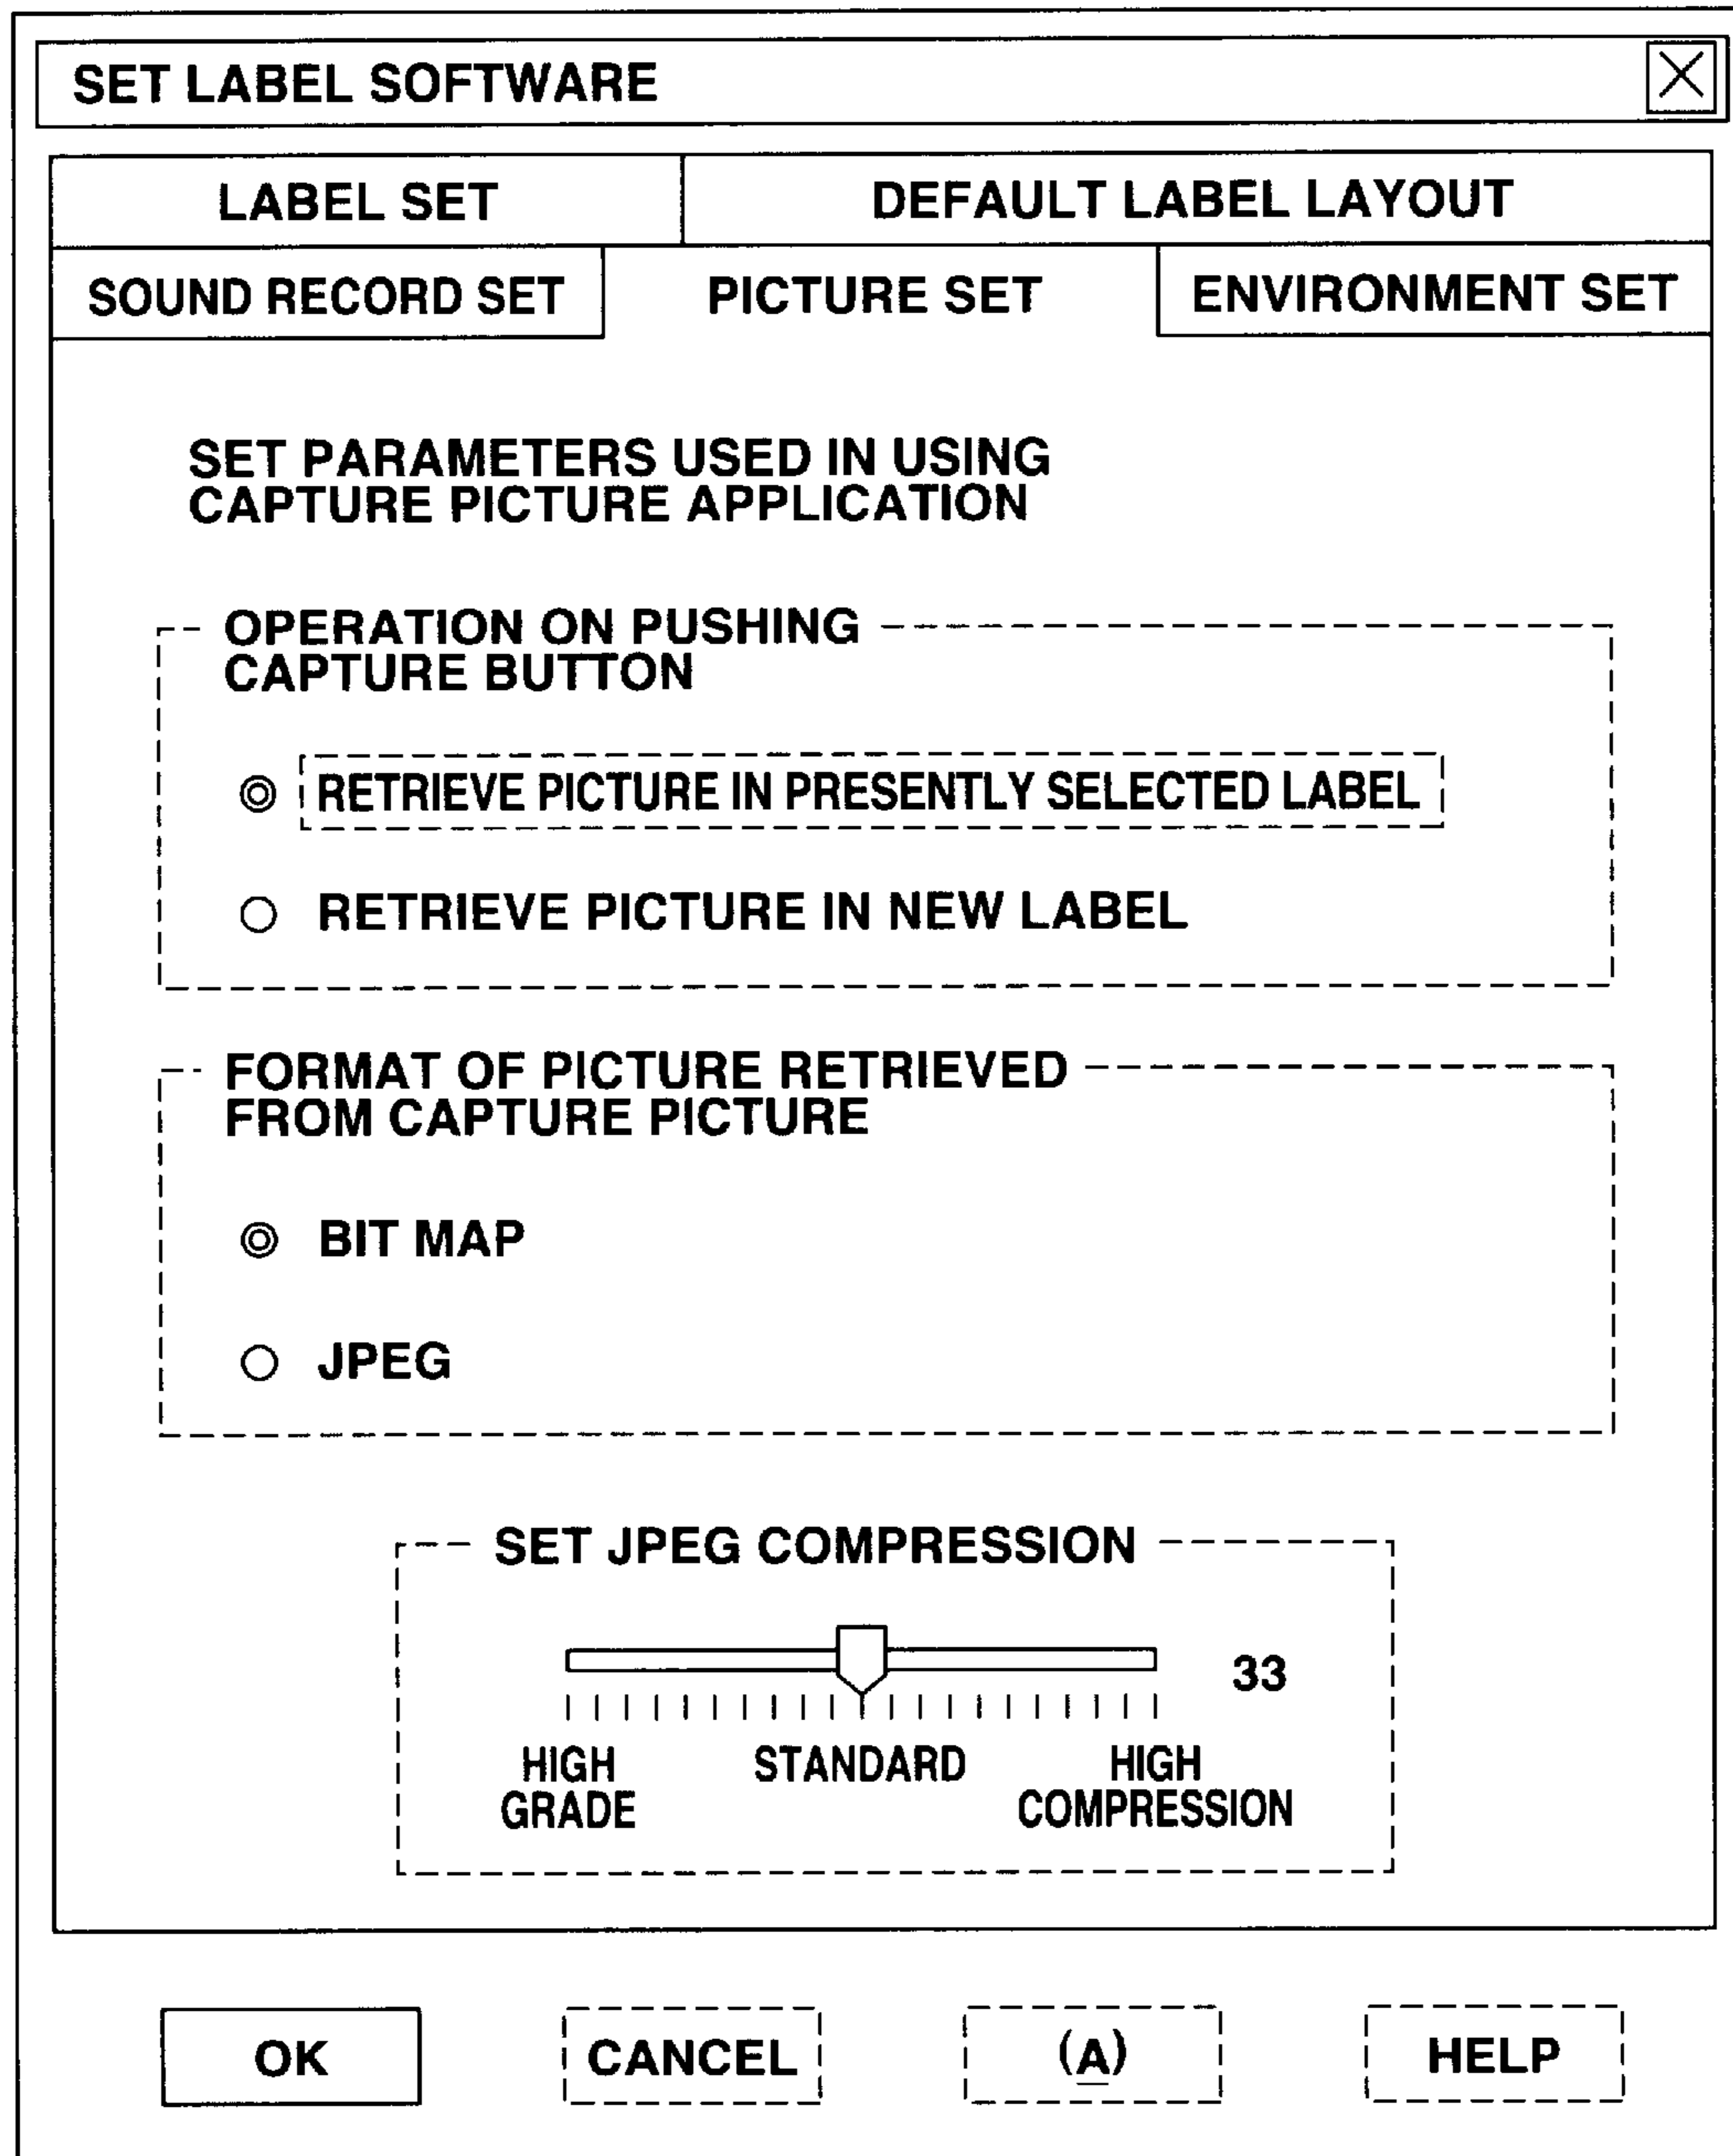 SET LABEL SOFTWARE
LABEL SET DEFAULT LABEL LAYOUT
SOUND RECORD SET PICTURE SET ENVIRONMENT SET
SET PARAMETERS USED IN USING
CAPTURE PICTURE APPLICATION
OPERATION ON PUSHING
CAPTURE BUTTON
RETRIEVE PICTURE IN PRESENTLY SELECTED LABEL
RETRIEVE PICTURE IN NEW LABEL
FORMAT OF PICTURE RETRIEVED
FROM CAPTURE PICTURE
BIT MAP
JPEG
SET JPEG COMPRESSION
33
HIGH STANDARD HIGH
GRADE COMPRESSION
OK CANCEL (A) HELP